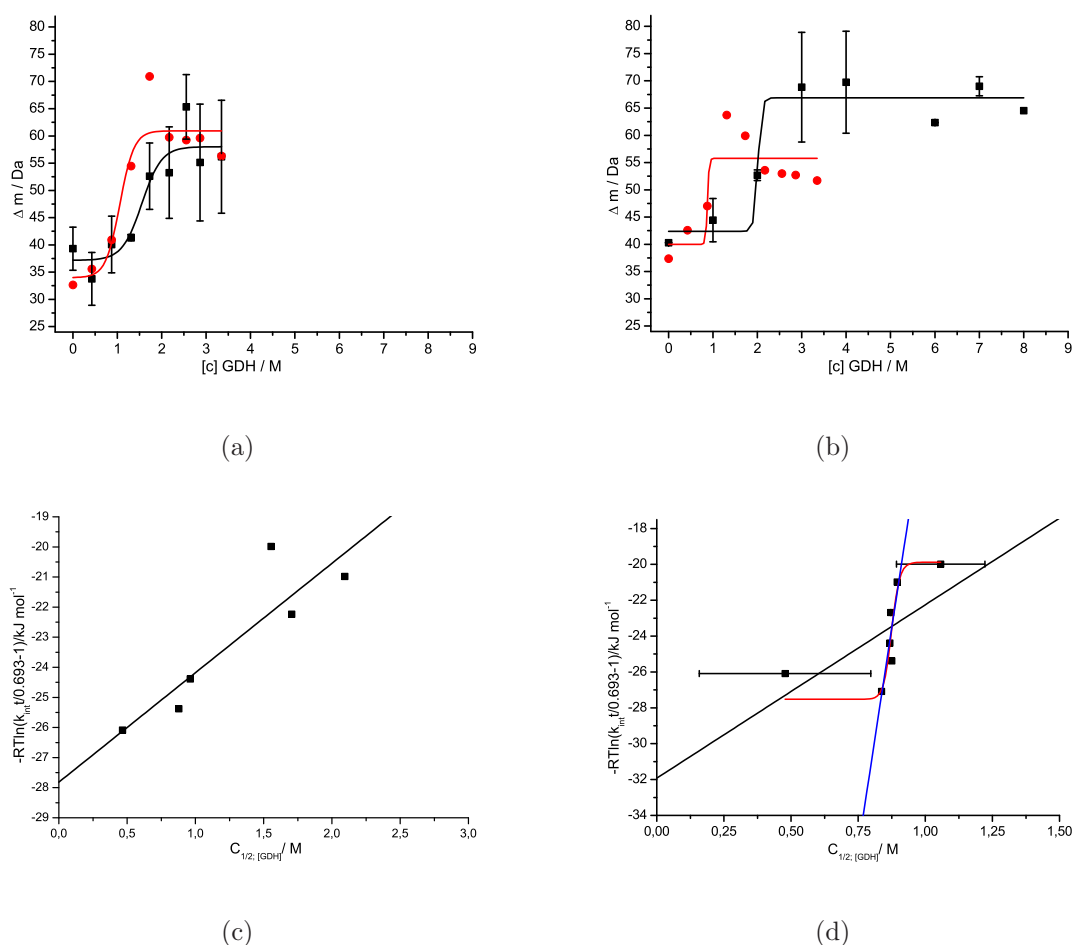 80
75
70
65
60
55
50
45
40
35
30
25
Δ m / Da
0 1 2 3 4 5 6 7 8 9
[c] GDH / M
(a)
80
75
70
65
60
55
50
45
40
35
30
25
Δ m / Da
0 1 2 3 4 5 6 7 8 9
[c] GDH / M
(b)
-19
-20
-21
-22
-23
-24
-25
-26
-27
-28
-29
-RTln(k_int t/0.693-1)/kJ mol⁻¹
0,0 0,5 1,0 1,5 2,0 2,5 3,0
C_1/2; [GDH] / M
(c)
-18
-20
-22
-24
-26
-28
-30
-32
-34
-RTln(k_int t/0.693-1)/kJ mol⁻¹
0,00 0,25 0,50 0,75 1,00 1,25 1,50
C_1/2; [GDH] / M
(d)